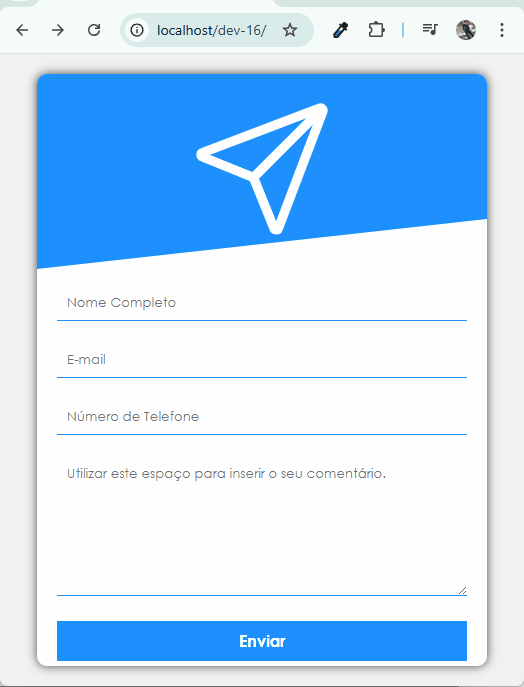 localhost/dev-16/
Nome Completo
E-mail
Número de Telefone
Utilizar este espaço para inserir o seu comentário.
Enviar